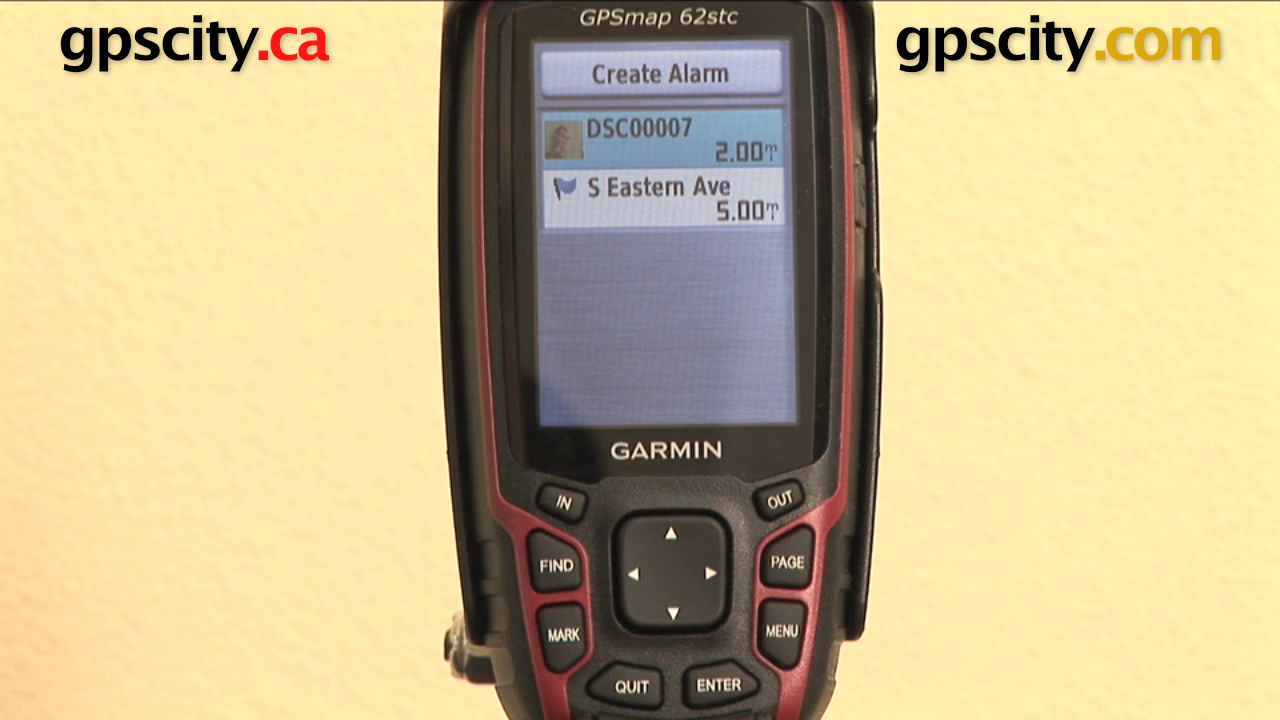 gpscity.ca
gpscity.com
GPSmap 62stc
Create Alarm
DSC00007
2.00
S Eastern Ave
5.00
GARMIN
IN
OUT
FIND
PAGE
MARK
MENU
QUIT
ENTER